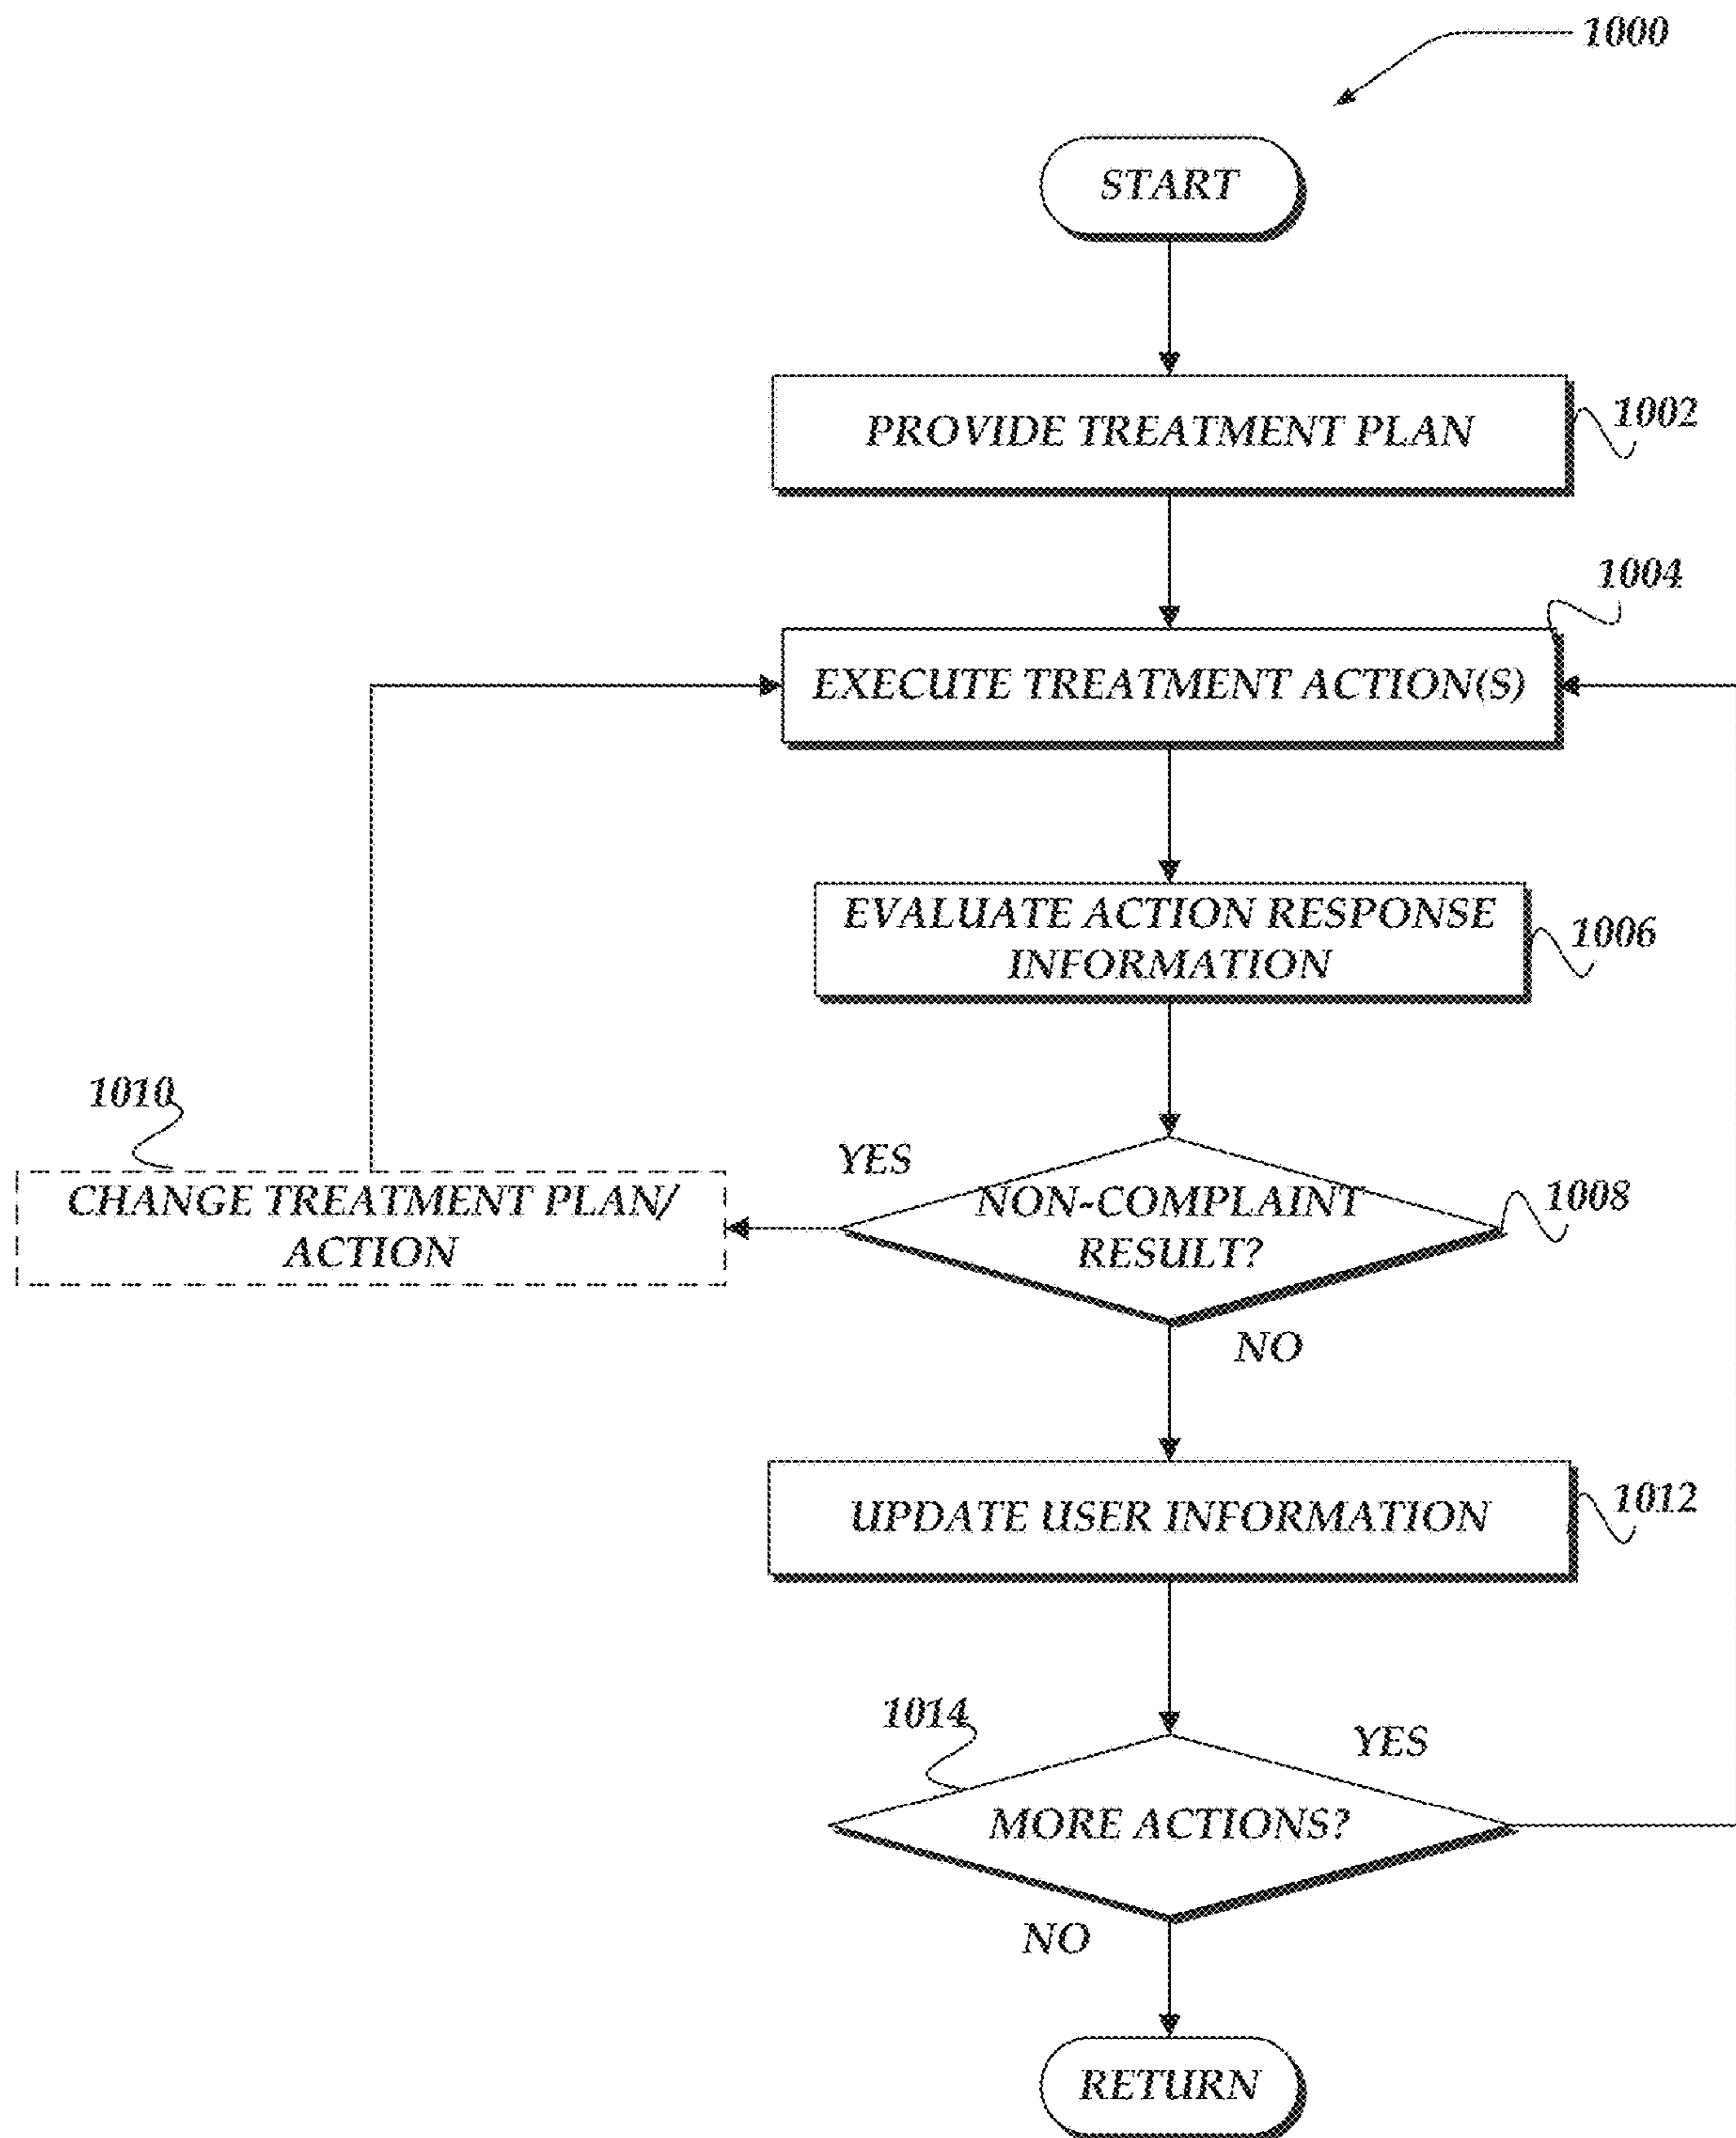 1000
START
PROVIDE TREATMENT PLAN
1002
1004
EXECUTE TREATMENT ACTION(S)
EVALUATE ACTION RESPONSE
INFORMATION
1006
1010
CHANGE TREATMENT PLAN/
ACTION
YES
NON-COMPLAINT
RESULT?
1008
NO
UPDATE USER INFORMATION
1012
1014
YES
MORE ACTIONS?
NO
RETURN